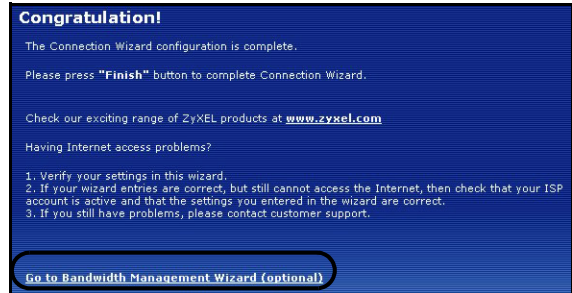 Congratulation!
The Connection Wizard configuration is complete.
Please press "Finish" button to complete Connection Wizard.
Check our exciting range of ZyXEL products at www.zyxel.com
Having Internet access problems?
1. Verify your settings in this wizard.
2. If your wizard entries are correct, but still cannot access the Internet, then check that your ISP
account is active and that the settings you entered in the wizard are correct.
3. If you still have problems, please contact customer support.
Go to Bandwidth Management Wizard (optional)